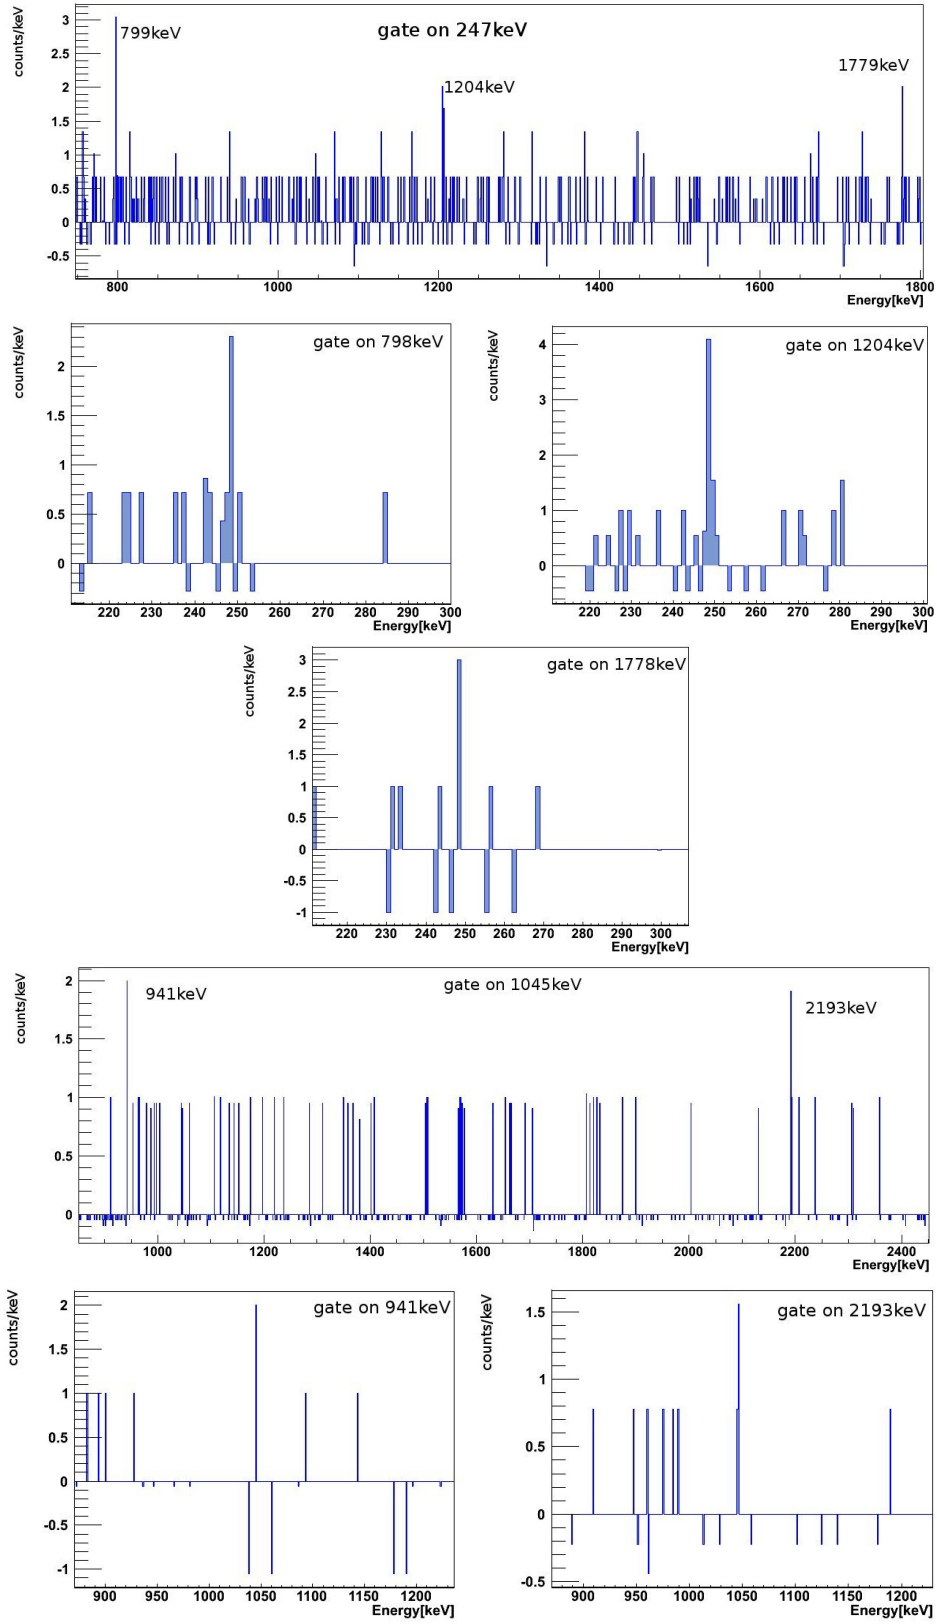 counts/keV
gate on 247keV
799keV
1204keV
1779keV
3
2.5
2
1.5
1
0.5
0
-0.5
800 1000 1200 1400 1600 1800
Energy[keV]
counts/keV
gate on 798keV
2
1.5
1
0.5
0
220 230 240 250 260 270 280 290 300
Energy[keV]
counts/keV
gate on 1204keV
4
3
2
1
0
220 230 240 250 260 270 280 290 300
Energy[keV]
counts/keV
gate on 1778keV
3
2.5
2
1.5
1
0.5
0
-0.5
-1
220 230 240 250 260 270 280 290 300
Energy[keV]
counts/keV
gate on 1045keV
941keV
2193keV
2
1.5
1
0.5
0
1000 1200 1400 1600 1800 2000 2200 2400
Energy[keV]
counts/keV
gate on 941keV
2
1.5
1
0.5
0
-0.5
-1
900 950 1000 1050 1100 1150 1200
Energy[keV]
counts/keV
gate on 2193keV
1.5
1
0.5
0
-0.5
900 950 1000 1050 1100 1150 1200
Energy[keV]